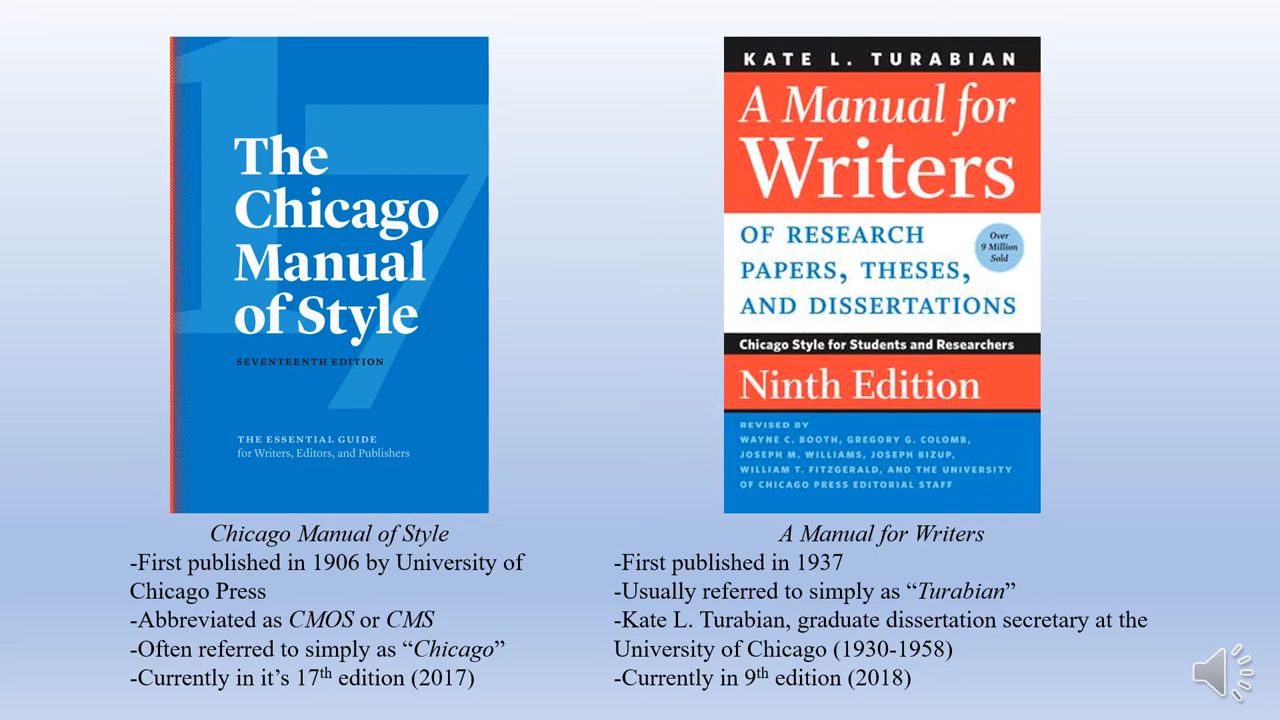 17
The
Chicago
Manual
of Style
SEVENTEENTH EDITION
THE ESSENTIAL GUIDE
for Writers, Editors, and Publishers
Chicago Manual of Style
-First published in 1906 by University of
Chicago Press
-Abbreviated as CMOS or CMS
-Often referred to simply as “Chicago”
-Currently in it’s 17th edition (2017)
KATE L. TURABIAN
A Manual for
Writers
OF RESEARCH
PAPERS, THESES,
AND DISSERTATIONS
Over
9 Million
Sold
Chicago Style for Students and Researchers
Ninth Edition
REVISED BY
WAYNE C. BOOTH, GREGORY G. COLOMB,
JOSEPH M. WILLIAMS, JOSEPH BIZUP,
WILLIAM T. FITZGERALD, AND THE UNIVERSITY
OF CHICAGO PRESS EDITORIAL STAFF
A Manual for Writers
-First published in 1937
-Usually referred to simply as “Turabian”
-Kate L. Turabian, graduate dissertation secretary at the
University of Chicago (1930-1958)
-Currently in 9th edition (2018)